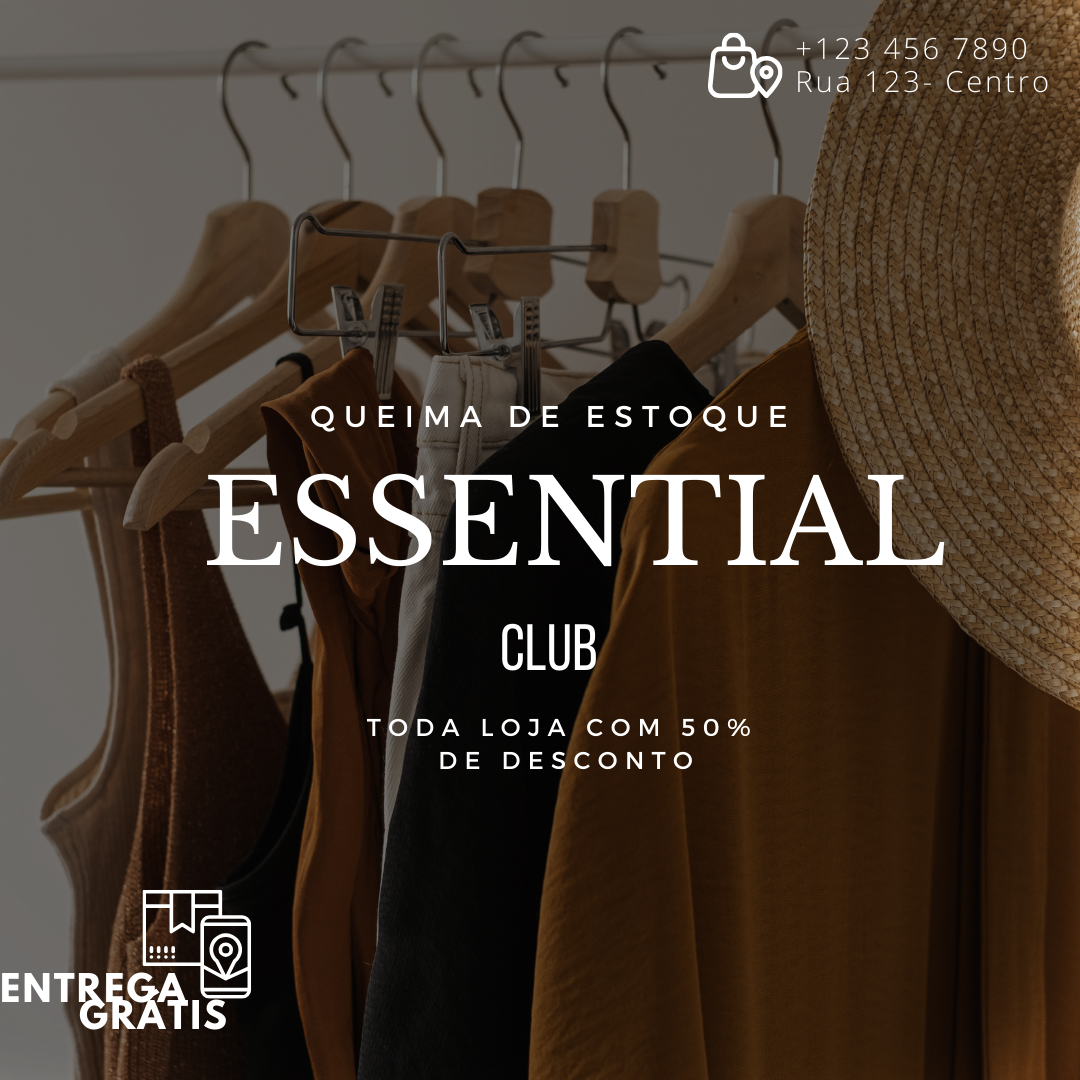 +123 456 7890
Rua 123- Centro
QUEIMA DE ESTOQUE
ESSENTIAL
CLUB
TODA LOJA COM 50%
DE DESCONTO
ENTREGA
GRÁTIS